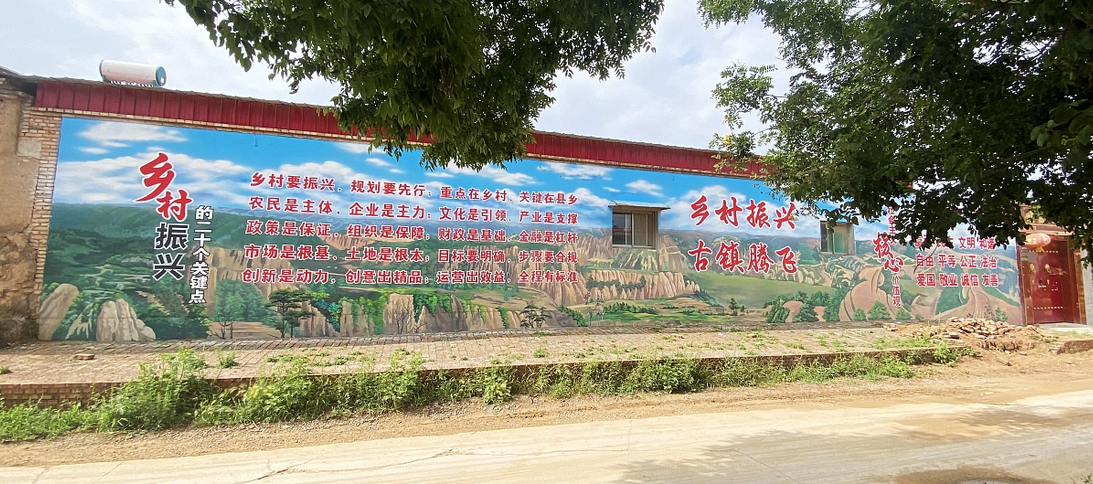 乡村振兴
的二十个关键点
乡村要振兴、规划要先行；重点在乡村、关键在县乡
农民是主体、企业是主力；文化是引领、产业是支撑
政策是保证、组织是保障；财政是基础、金融是杠杆
市场是根基、土地是根本；目标要明确、步骤要合规
创新是动力、创意出精品；运营出效益、全程有标准
乡村振兴
古镇腾飞
核心
价值观
文明 和谐
自由 平等 公正 法治
爱国 敬业 诚信 友善